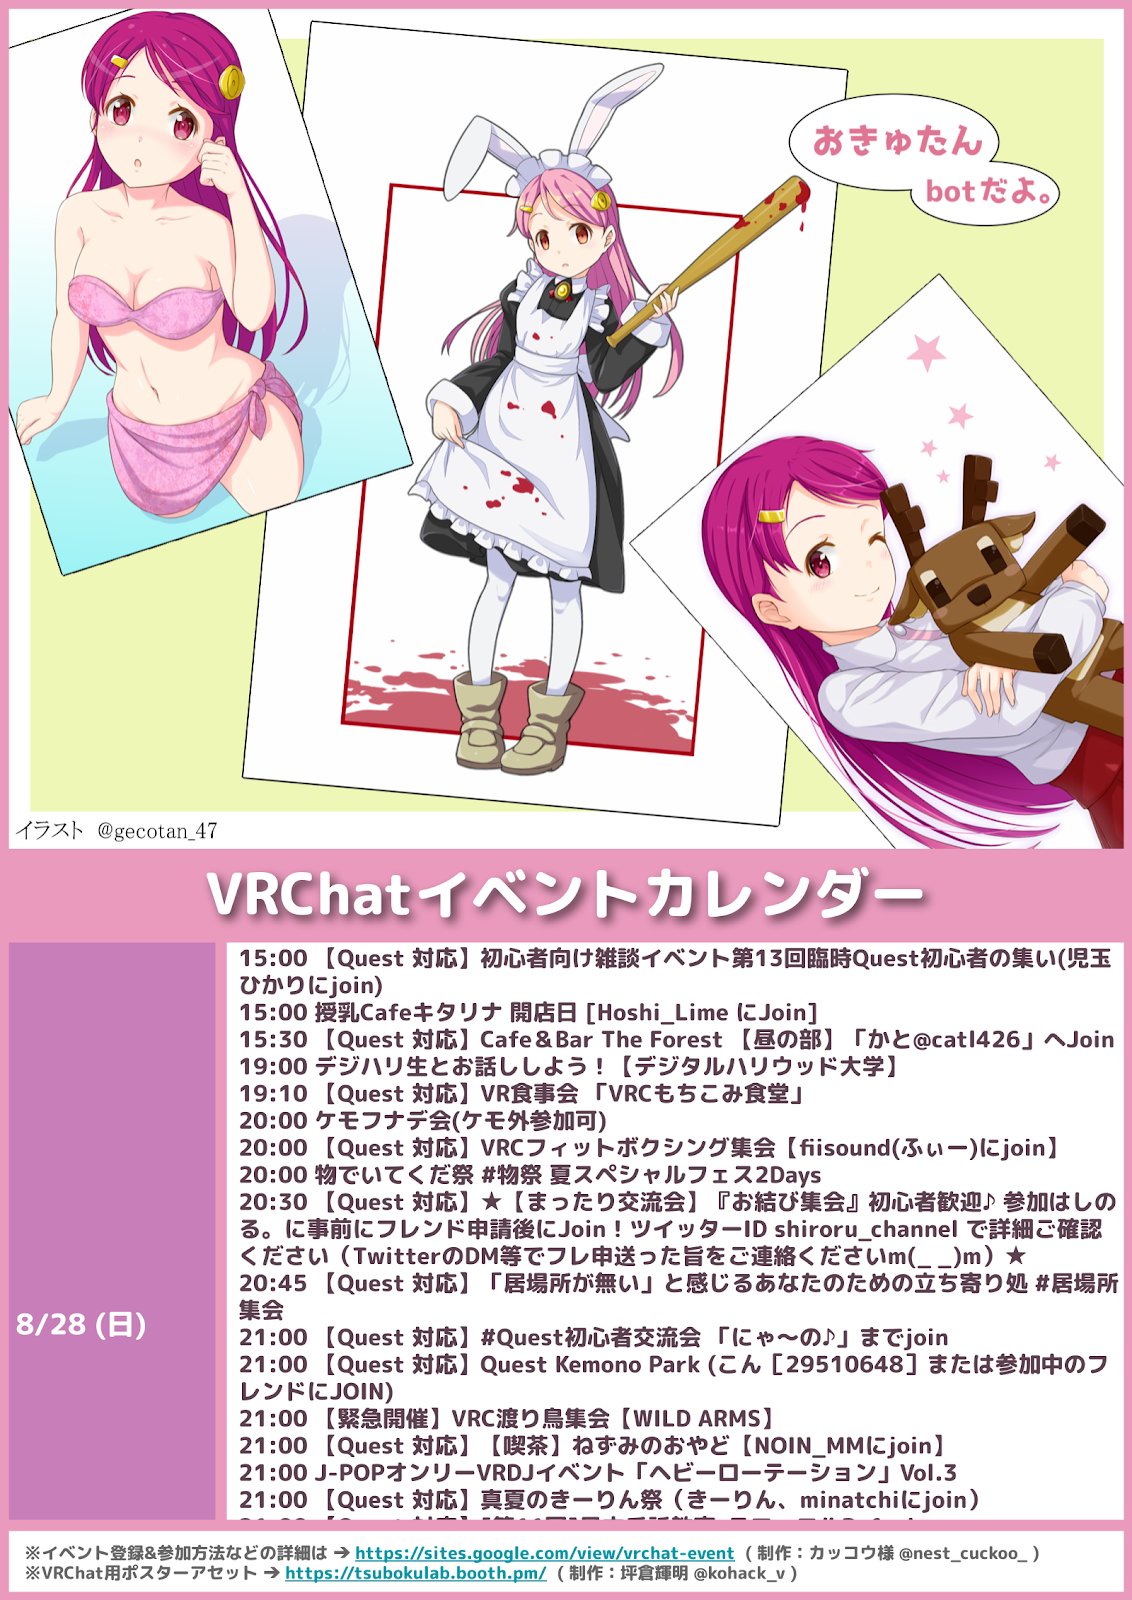 おきゅたん
botだよ。
イラスト @gecotan_47
VRChatイベントカレンダー
8/28 (日)
15:00 【Quest 対応】初心者向け雑談イベント第13回臨時Quest初心者の集い(児玉
ひかりにjoin)
15:00 授乳Cafeキタリナ 開店日 [Hoshi_Lime にJoin]
15:30 【Quest 対応】Cafe＆Bar The Forest 【昼の部】「かと@catl426」へJoin
19:00 デジハリ生とお話ししよう！【デジタルハリウッド大学】
19:10 【Quest 対応】VR食事会 「VRCもちこみ食堂」
20:00 ケモフナデ会(ケモ外参加可)
20:00 【Quest 対応】VRCフィットボクシング集会【fiisound(ふぃー)にjoin】
20:00 物でいてくだ祭 #物祭 夏スペシャルフェス2Days
20:30 【Quest 対応】★【まったり交流会】『お結び集会』初心者歓迎♪ 参加はしの
る。に事前にフレンド申請後にJoin！ツイッターID shiroru_channel で詳細ご確認
ください（TwitterのDM等でフレ申送った旨をご連絡くださいm(_ _)m）★
20:45 【Quest 対応】「居場所が無い」と感じるあなたのための立ち寄り処 #居場所
集会
21:00 【Quest 対応】#Quest初心者交流会 「にゃ～の♪」までjoin
21:00 【Quest 対応】Quest Kemono Park (こん［29510648］または参加中のフ
レンドにJOIN)
21:00 【緊急開催】VRC渡り鳥集会【WILD ARMS】
21:00 【Quest 対応】【喫茶】ねずみのおやど【NOIN_MMにjoin】
21:00 J-POPオンリーVRDJイベント「ヘビーローテーション」Vol.3
21:00 【Quest 対応】真夏のきーりん祭（きーりん、minatchiにjoin）
※イベント登録&参加方法などの詳細は → https://sites.google.com/view/vrchat-event （ 制作：カッコウ様 @nest_cuckoo_ ）
※VRChat用ポスターアセット → https://tsubokulab.booth.pm/ （ 制作：坪倉輝明 @kohack_v ）